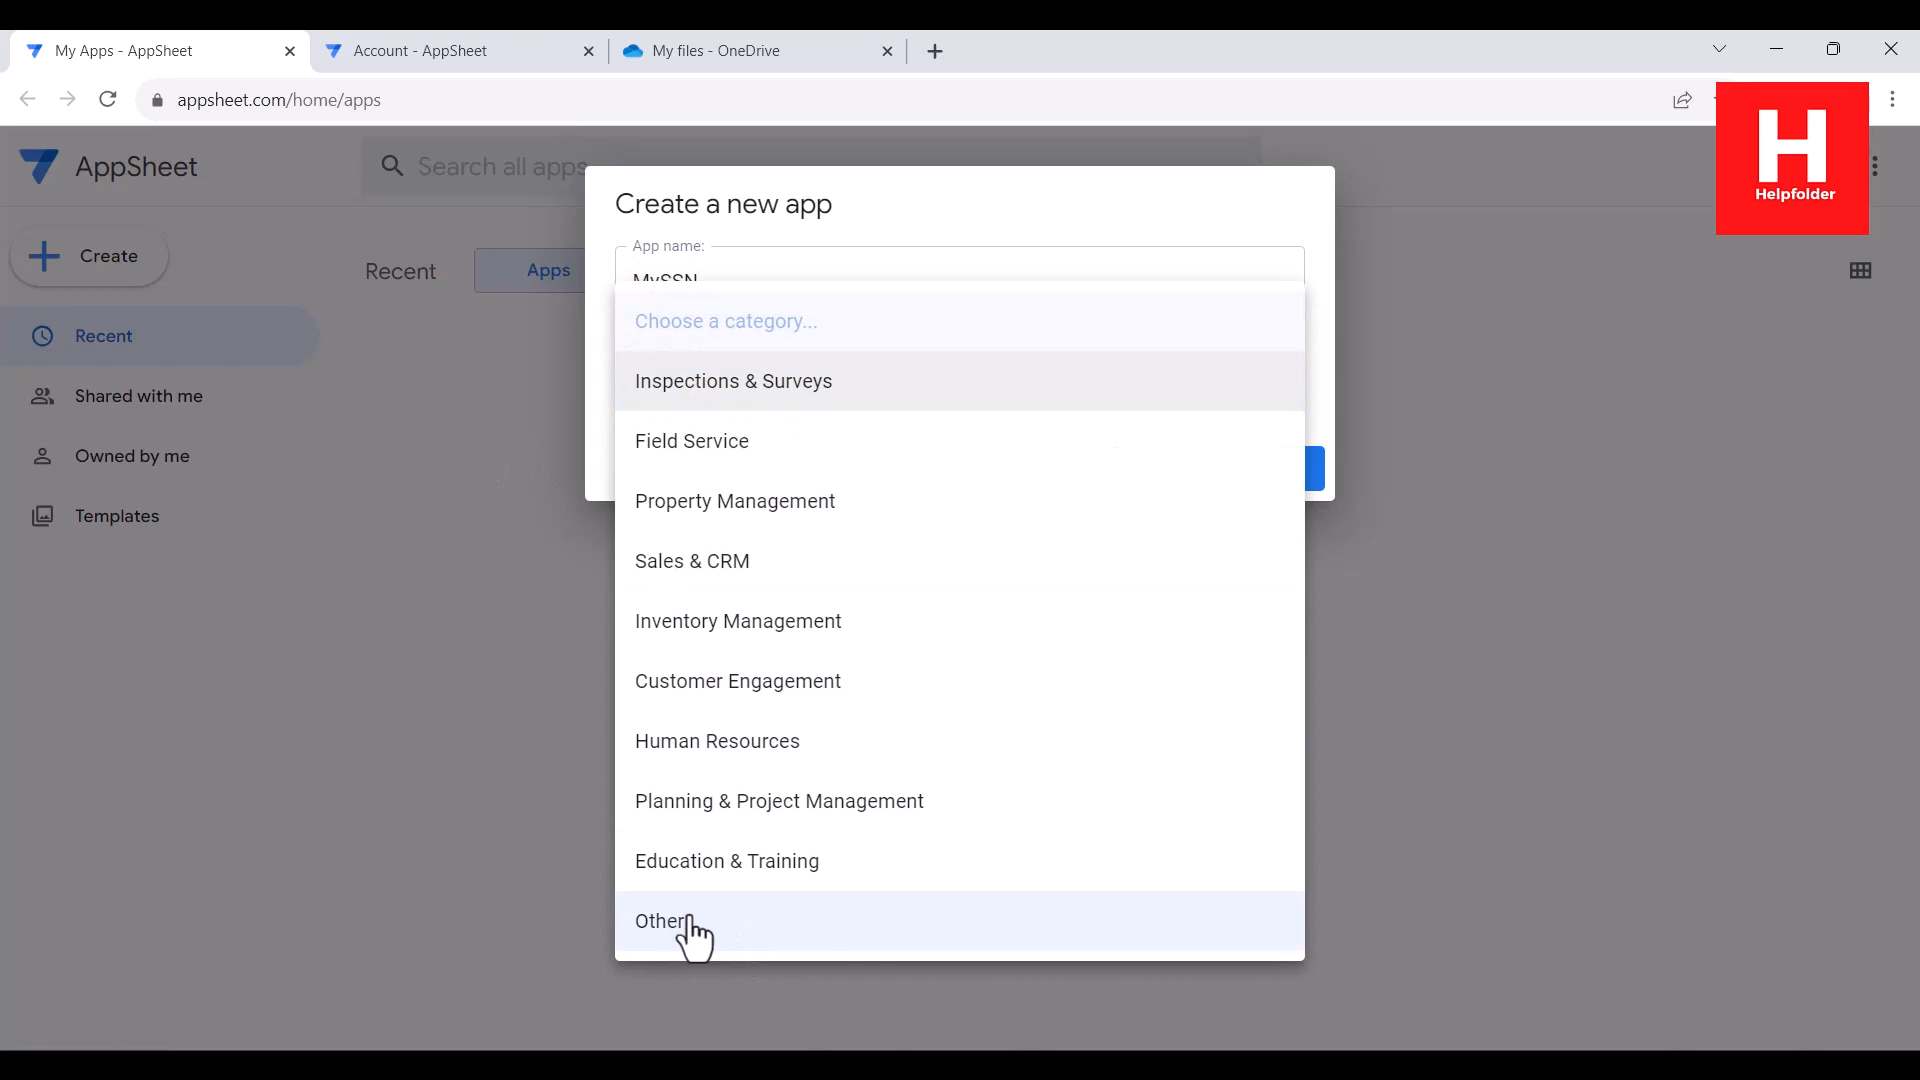 My Apps - AppSheet
Account - AppSheet
My files - OneDrive
appsheet.com/home/apps
H
Helpfolder
AppSheet
Search all apps
Create a new app
App name:
MySSN
Create
Recent
Apps
Recent
Shared with me
Owned by me
Templates
Choose a category...
Inspections & Surveys
Field Service
Property Management
Sales & CRM
Inventory Management
Customer Engagement
Human Resources
Planning & Project Management
Education & Training
Other